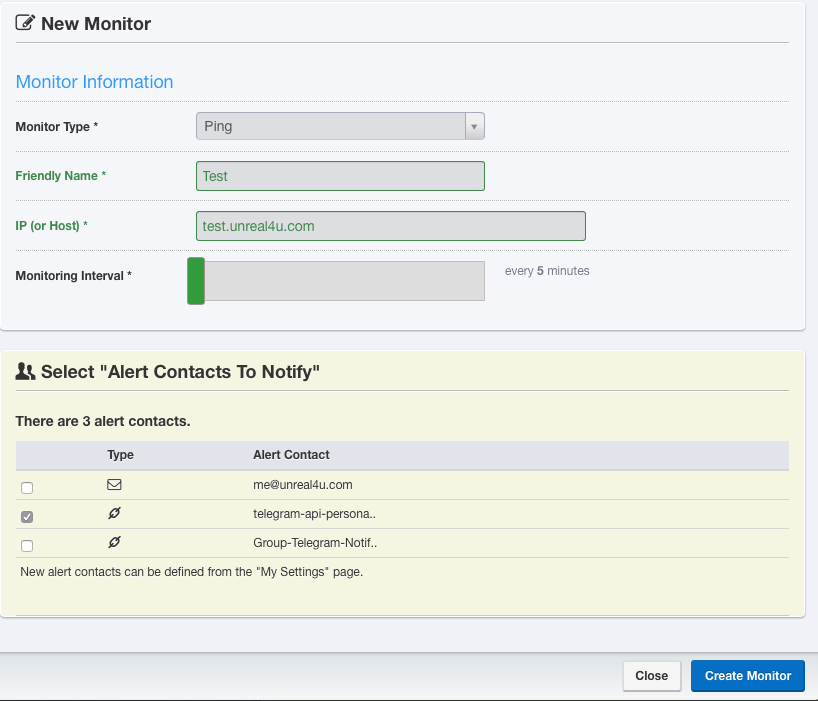 New Monitor
Monitor Information
Monitor Type * Ping
Friendly Name * Test
IP (or Host) * test.unreal4u.com
Monitoring Interval * every 5 minutes
Select "Alert Contacts To Notify"
There are 3 alert contacts.
Type Alert Contact
me@unreal4u.com
telegram-api-persona..
Group-Telegram-Notif..
New alert contacts can be defined from the "My Settings" page.
Close Create Monitor